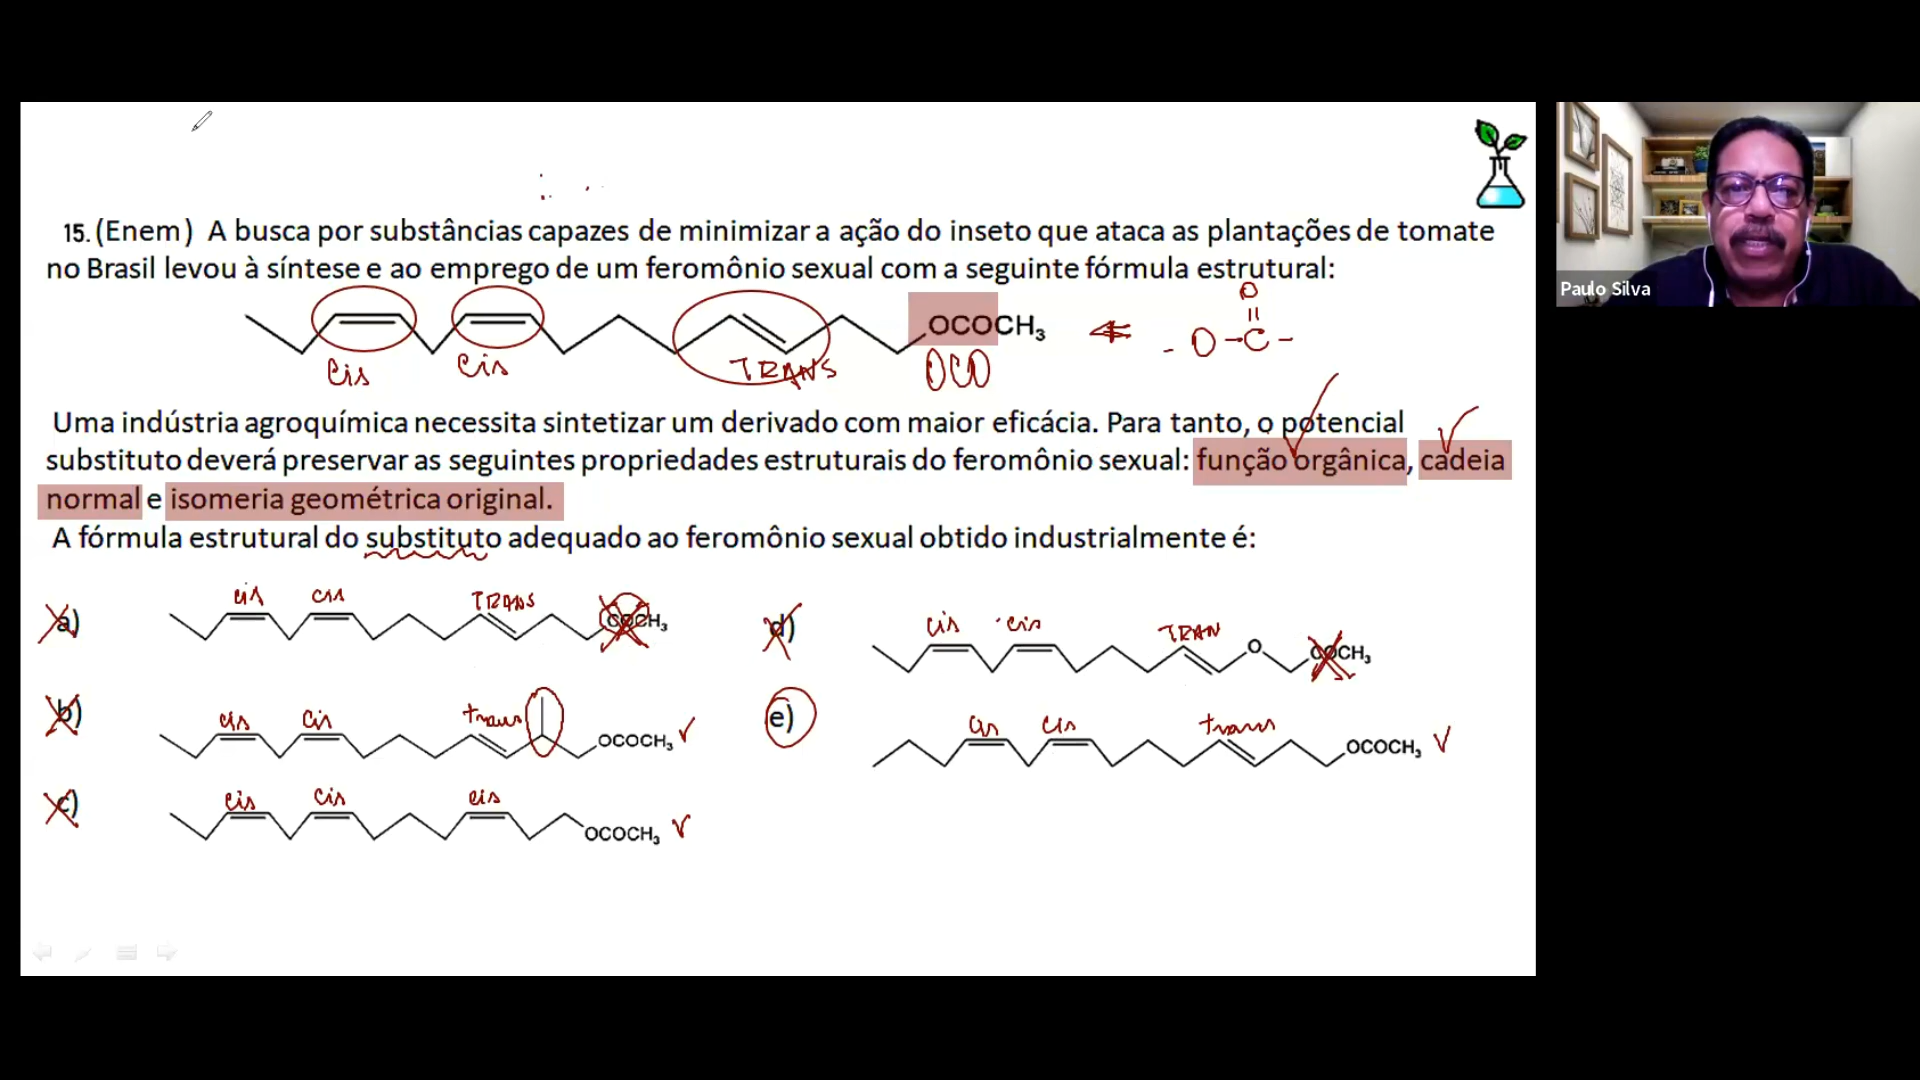 15. (Enem) A busca por substâncias capazes de minimizar a ação do inseto que ataca as plantações de tomate
no Brasil levou à síntese e ao emprego de um feromônio sexual com a seguinte fórmula estrutural:
O
OCOCH₃ - O - C -
Cis Cis TRANS OCO
Uma indústria agroquímica necessita sintetizar um derivado com maior eficácia. Para tanto, o potencial
substituto deverá preservar as seguintes propriedades estruturais do feromônio sexual: função orgânica, cadeia
normal e isomeria geométrica original.
A fórmula estrutural do substituto adequado ao feromônio sexual obtido industrialmente é:
cis cis TRANS
a) COCH₃
cis cis trans
b) OCOCH₃
cis cis cis
c) OCOCH₃
cis cis TRAN
d) O COCH₃
cis cis trans
e) OCOCH₃
Paulo Silva